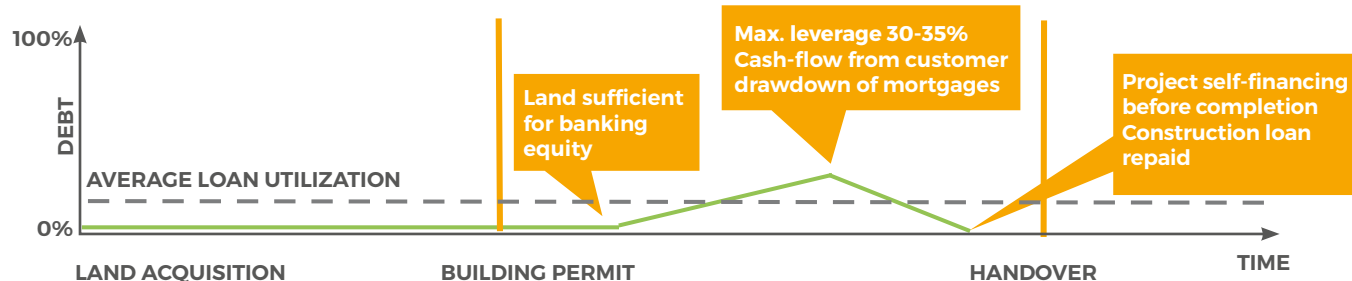 100%
DEBT
0%
AVERAGE LOAN UTILIZATION
Land sufficient
for banking
equity
Max. leverage 30-35%
Cash-flow from customer
drawdown of mortgages
Project self-financing
before completion
Construction loan
repaid
LAND ACQUISITION
BUILDING PERMIT
HANDOVER
TIME